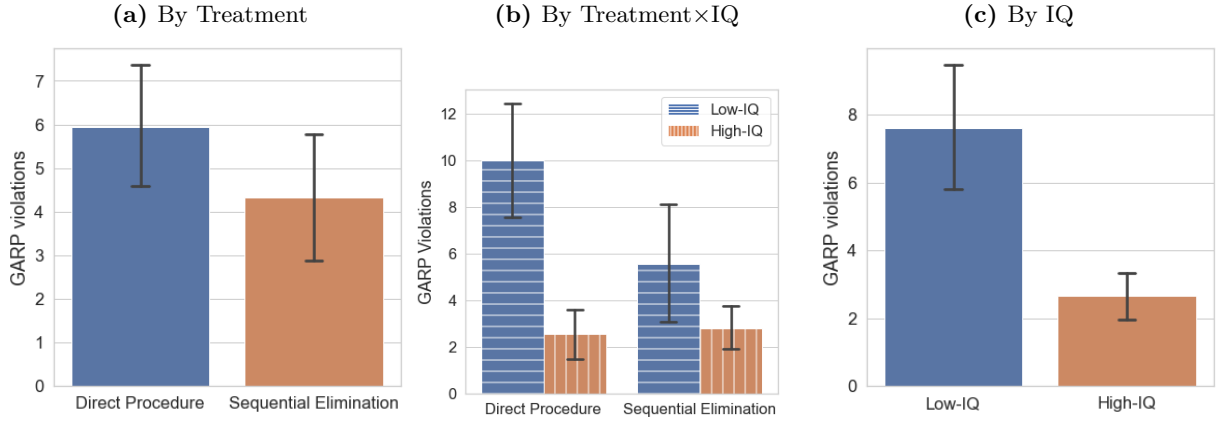 (a) By Treatment
GARP violations
7
6
5
4
3
2
1
0
Direct Procedure
Sequential Elimination
(b) By Treatment×IQ
GARP Violations
12
10
8
6
4
2
0
Low-IQ
High-IQ
Direct Procedure
Sequential Elimination
(c) By IQ
GARP violations
8
6
4
2
0
Low-IQ
High-IQ